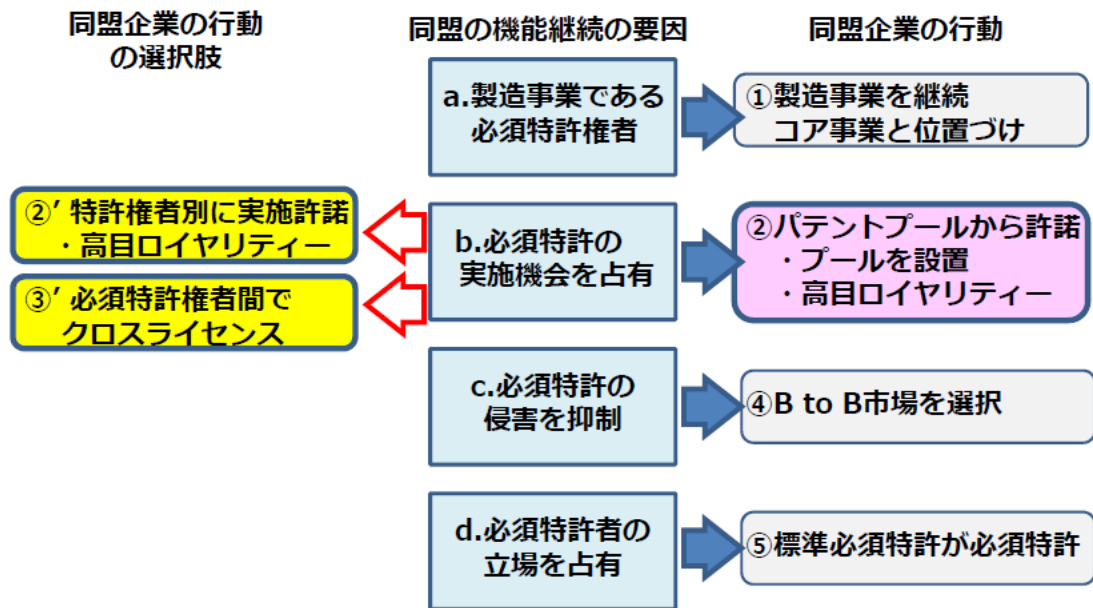 同盟企業の行動
の選択肢
同盟の機能継続の要因
同盟企業の行動
a.製造事業である
必須特許権者
①製造事業を継続
コア事業と位置づけ
②’ 特許権者別に実施許諾
・高目ロイヤリティー
③’ 必須特許権者間で
クロスライセンス
b.必須特許の
実施機会を占有
②パテントプールから許諾
・プールを設置
・高目ロイヤリティー
c.必須特許の
侵害を抑制
④B to B市場を選択
d.必須特許者の
立場を占有
⑤標準必須特許が必須特許